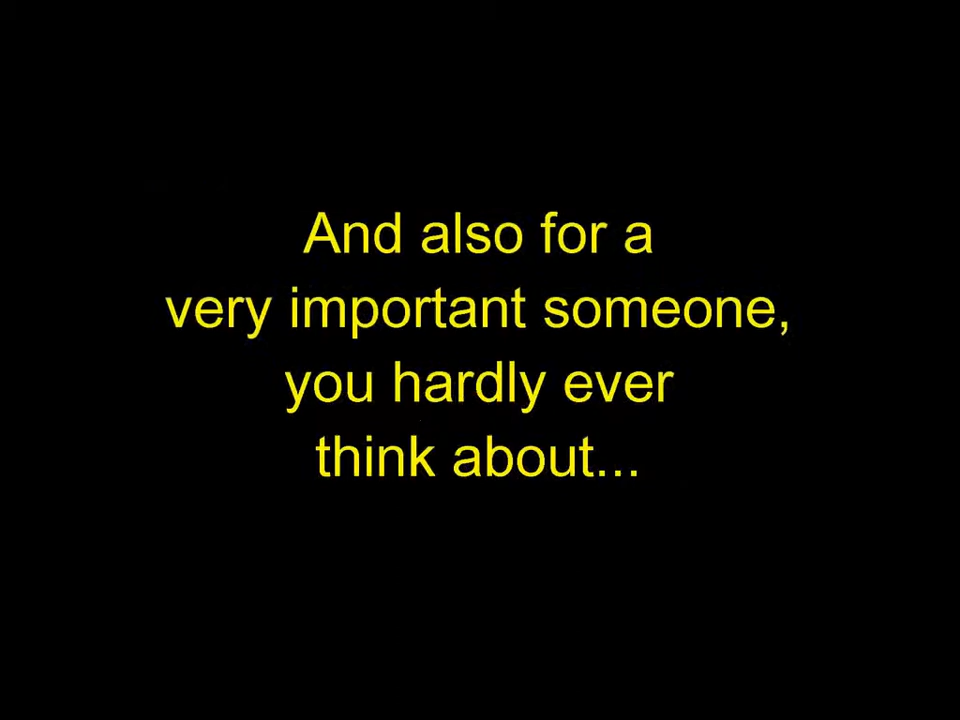 And also for a
very important someone,
you hardly ever
think about...